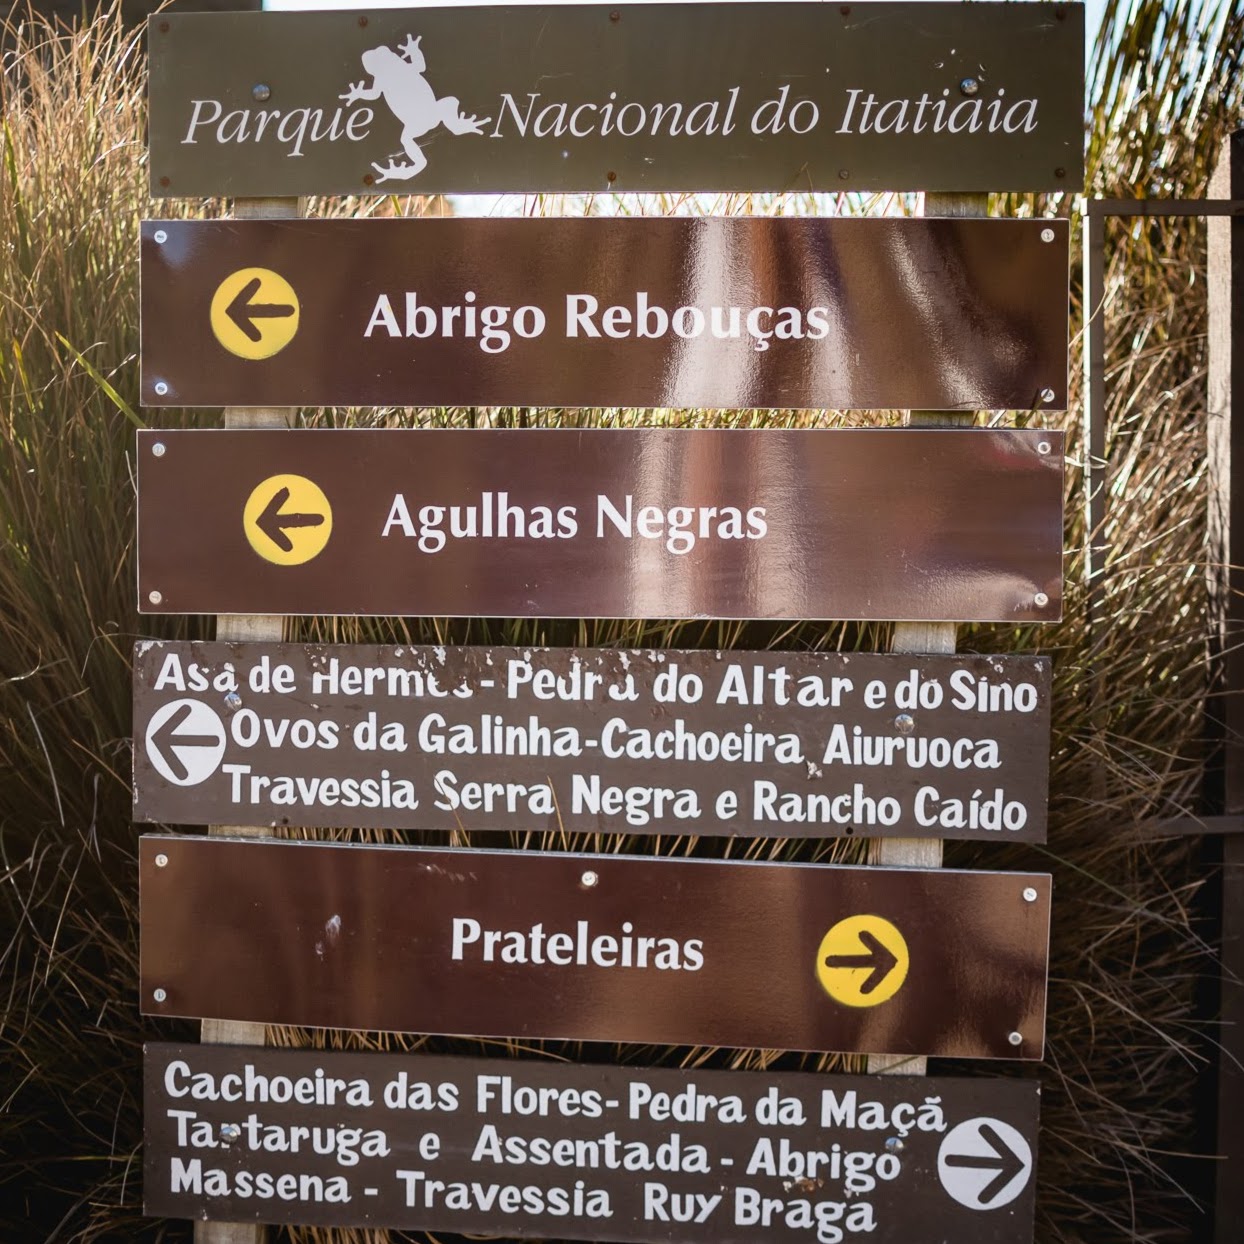 Parque Nacional do Itatiaia
Abrigo Rebouças
Agulhas Negras
Asa de Hermes - Pedra do Altar e do Sino
Ovos da Galinha - Cachoeira Aiuruoca
Travessia Serra Negra e Rancho Caído
Prateleiras
Cachoeira das Flores - Pedra da Maçã
Tartaruga e Assentada - Abrigo
Massena - Travessia Ruy Braga